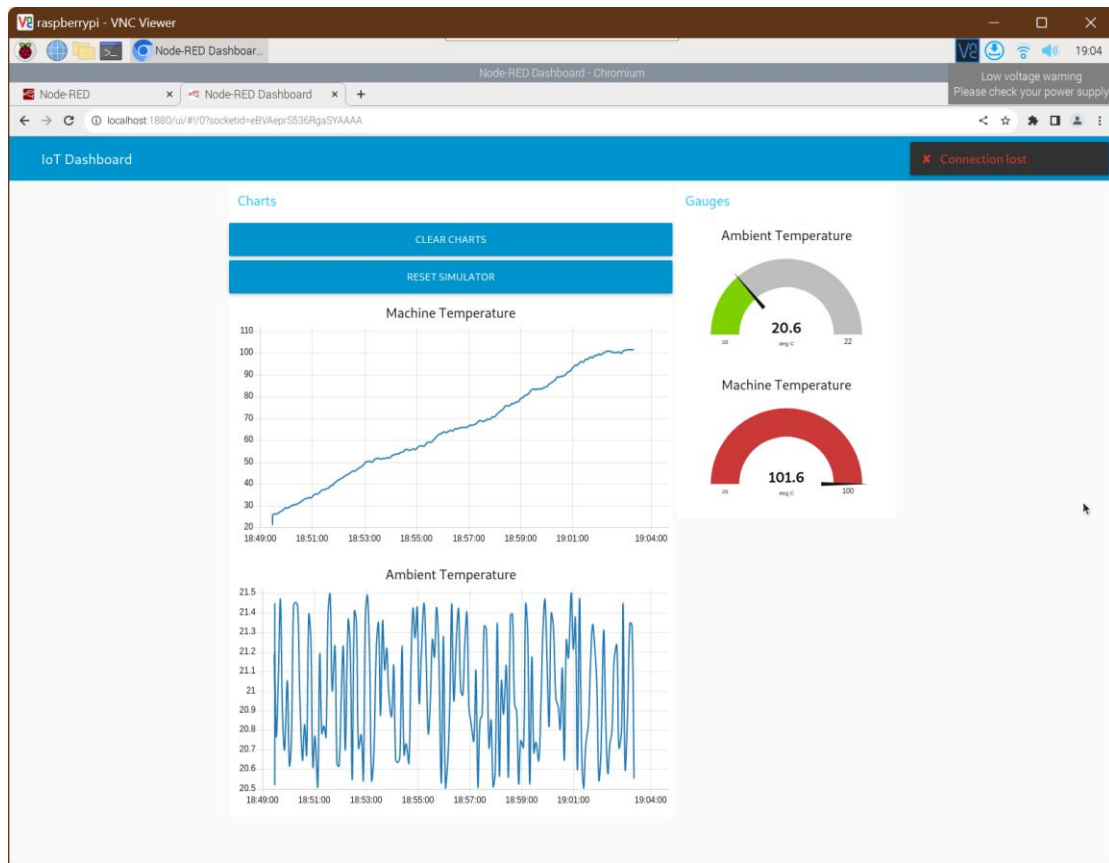 raspberrypi - VNC Viewer
Node-RED Dashboar...
19:04
Node-RED Dashboard - Chromium
Low voltage warning
Please check your power supply
Node-RED
Node-RED Dashboard
localhost:1880/ui/#!/0?socketid=eBVAeprS536RgaSYAAAA
IoT Dashboard
✘ Connection lost
Charts
CLEAR CHARTS
RESET SIMULATOR
Machine Temperature
110
100
90
80
70
60
50
40
30
20
18:49:00 18:51:00 18:53:00 18:55:00 18:57:00 18:59:00 19:01:00 19:04:00
Ambient Temperature
21.5
21.4
21.3
21.2
21.1
21
20.9
20.8
20.7
20.6
20.5
18:49:00 18:51:00 18:53:00 18:55:00 18:57:00 18:59:00 19:01:00 19:04:00
Gauges
Ambient Temperature
20.6
20 deg C 22
Machine Temperature
101.6
20 deg C 100